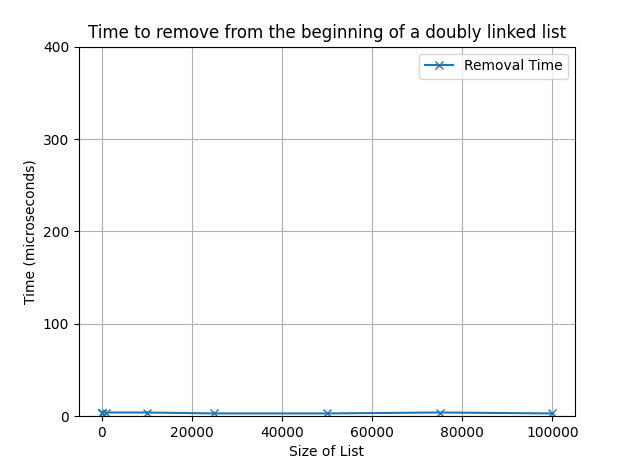 Time to remove from the beginning of a doubly linked list
Removal Time
400
300
200
100
0
Time (microseconds)
0 20000 40000 60000 80000 100000
Size of List